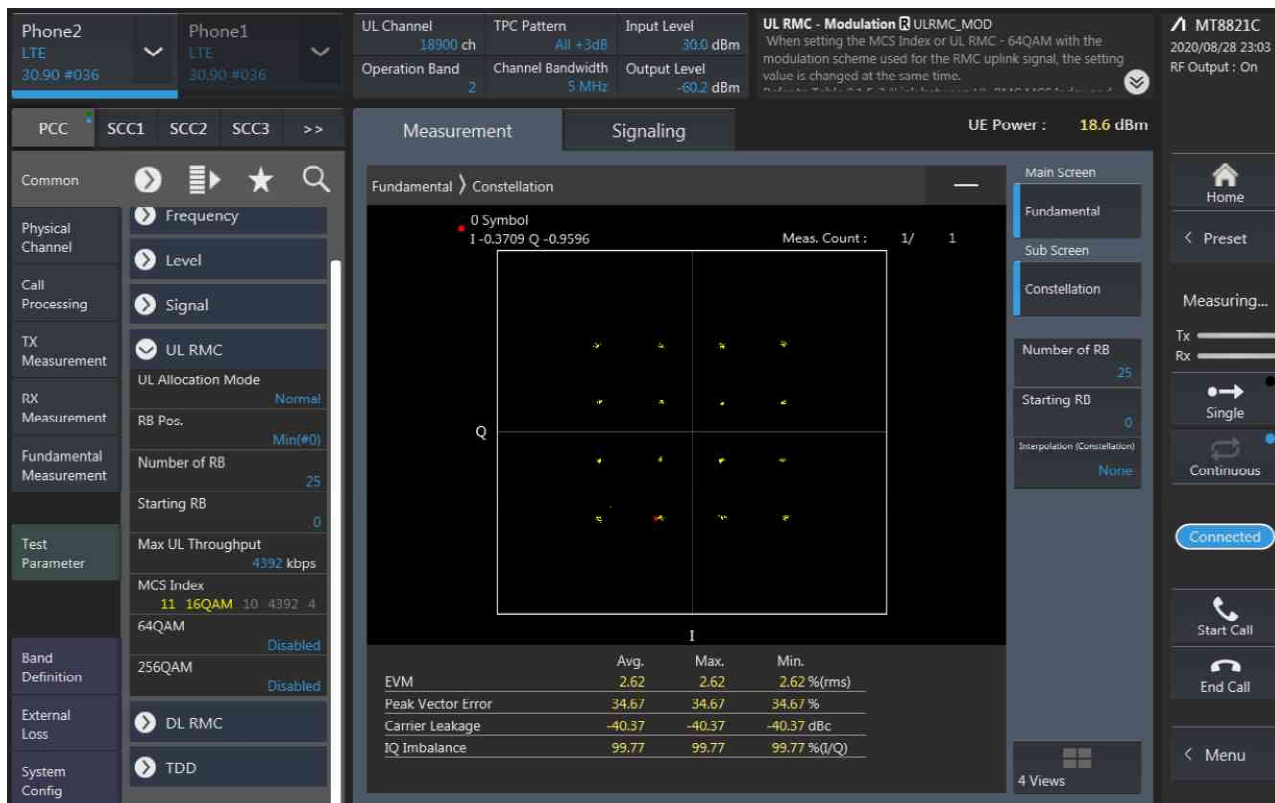 Phone2
LTE
30.90 #036
Phone1
LTE
30.90 #036
UL Channel
18900 ch
TPC Pattern
All +3dB
Input Level
30.0 dBm
Operation Band
2
Channel Bandwidth
5 MHz
Output Level
-60.2 dBm
UL RMC - Modulation R ULRMC_MOD
When setting the MCS Index or UL RMC - 64QAM with the
modulation scheme used for the RMC uplink signal, the setting
value is changed at the same time.
MT8821C
2020/08/28 23:03
RF Output : On
PCC SCC1 SCC2 SCC3 >>
Measurement
Signaling
UE Power : 18.6 dBm
Common
Physical
Channel
Call
Processing
TX
Measurement
RX
Measurement
Fundamental
Measurement
Test
Parameter
Band
Definition
External
Loss
System
Config
Frequency
Level
Signal
UL RMC
UL Allocation Mode
Normal
RB Pos.
Min(#0)
Number of RB
25
Starting RB
0
Max UL Throughput
4392 kbps
MCS Index
11 16QAM 10 4392 4
64QAM
Disabled
256QAM
Disabled
DL RMC
TDD
Fundamental ⟩ Constellation
0 Symbol
I -0.3709 Q -0.9596
Meas. Count : 1/ 1
Q
I
Avg. Max. Min.
EVM 2.62 2.62 2.62 %(rms)
Peak Vector Error 34.67 34.67 34.67 %
Carrier Leakage -40.37 -40.37 -40.37 dBc
IQ Imbalance 99.77 99.77 99.77 %(I/Q)
Main Screen
Fundamental
Sub Screen
Constellation
Number of RB
25
Starting RB
0
Interpolation (Constellation)
None
4 Views
Home
< Preset
Measuring...
Tx
Rx
Single
Continuous
Connected
Start Call
End Call
< Menu